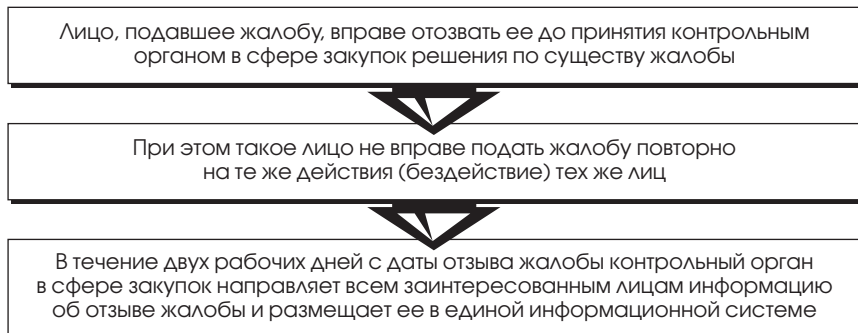 Лицо, подавшее жалобу, вправе отозвать ее до принятия контрольным
органом в сфере закупок решения по существу жалобы
При этом такое лицо не вправе подать жалобу повторно
на те же действия (бездействие) тех же лиц
В течение двух рабочих дней с даты отзыва жалобы контрольный орган
в сфере закупок направляет всем заинтересованным лицам информацию
об отзыве жалобы и размещает ее в единой информационной системе